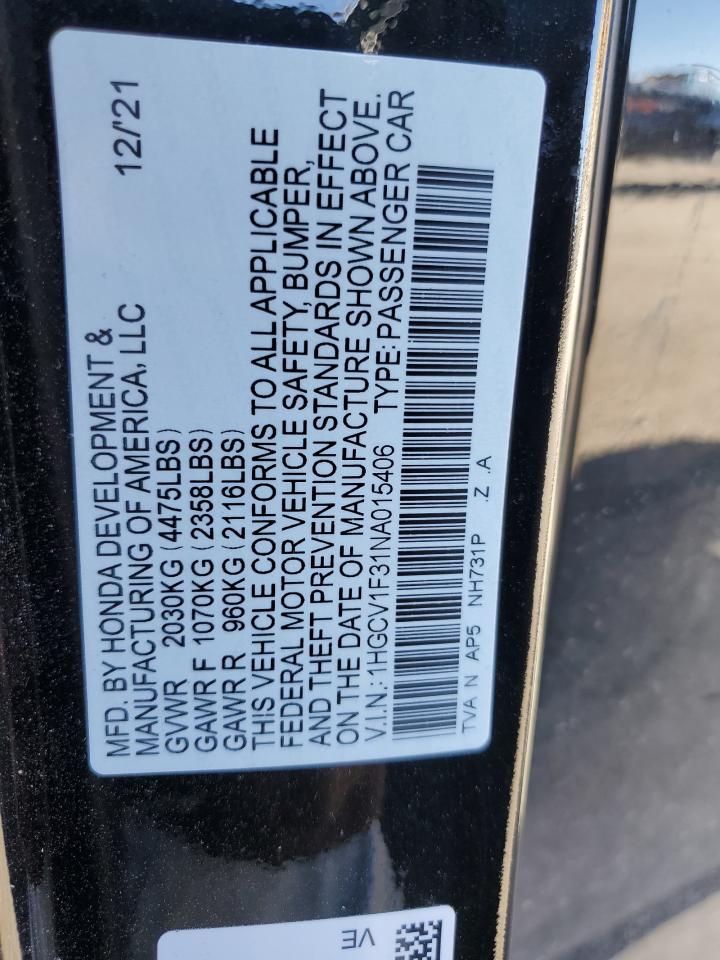 MFD. BY HONDA DEVELOPMENT &
MANUFACTURING OF AMERICA, LLC 12/'21
GVWR 2030KG (4475LBS)
GAWR F 1070KG (2358LBS)
GAWR R 960KG (2116LBS)
THIS VEHICLE CONFORMS TO ALL APPLICABLE
FEDERAL MOTOR VEHICLE SAFETY, BUMPER,
AND THEFT PREVENTION STANDARDS IN EFFECT
ON THE DATE OF MANUFACTURE SHOWN ABOVE.
V.I.N.: 1HGCV1F31NA015406 TYPE: PASSENGER CAR
TVA N AP5 NH731P .Z .A
VE